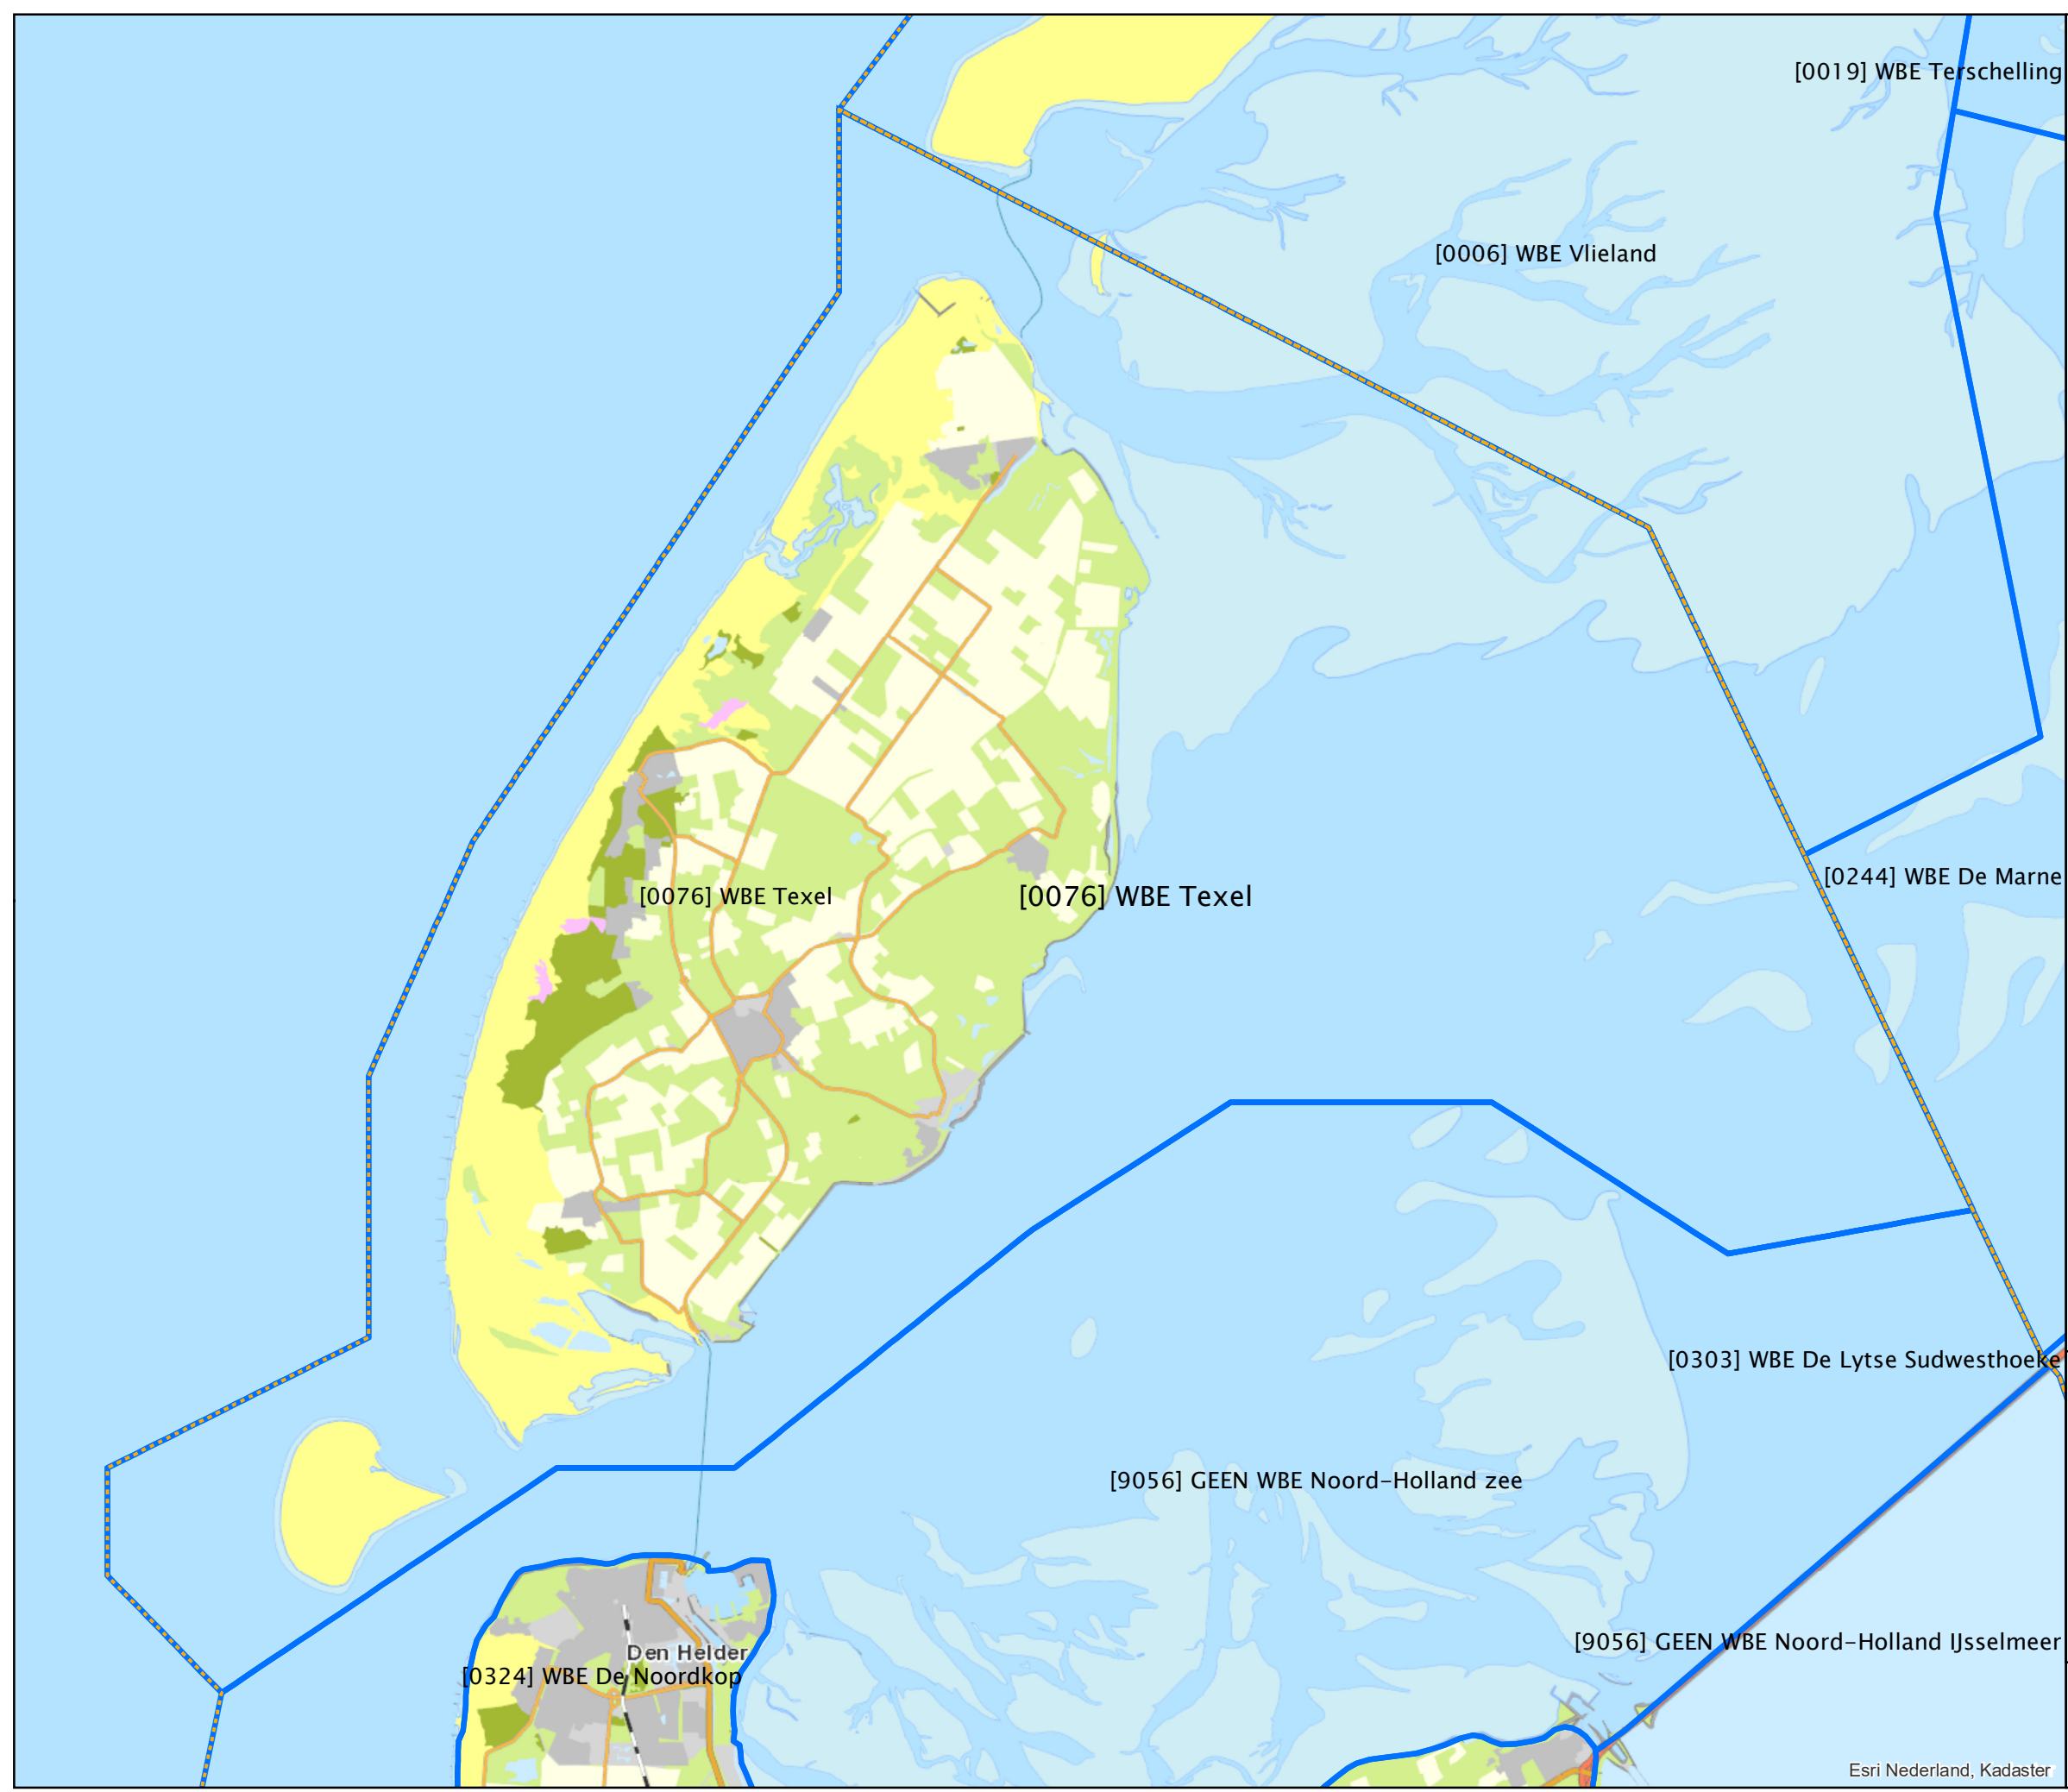 [0019] WBE Terschelling
[0006] WBE Vlieland
[0244] WBE De Marne
[0076] WBE Texel
[0076] WBE Texel
[0303] WBE De Lytse Sudwesthoeke
[9056] GEEN WBE Noord-Holland zee
[9056] GEEN WBE Noord-Holland IJsselmeer
Den Helder
[0324] WBE De Noordkop
Esri Nederland, Kadaster